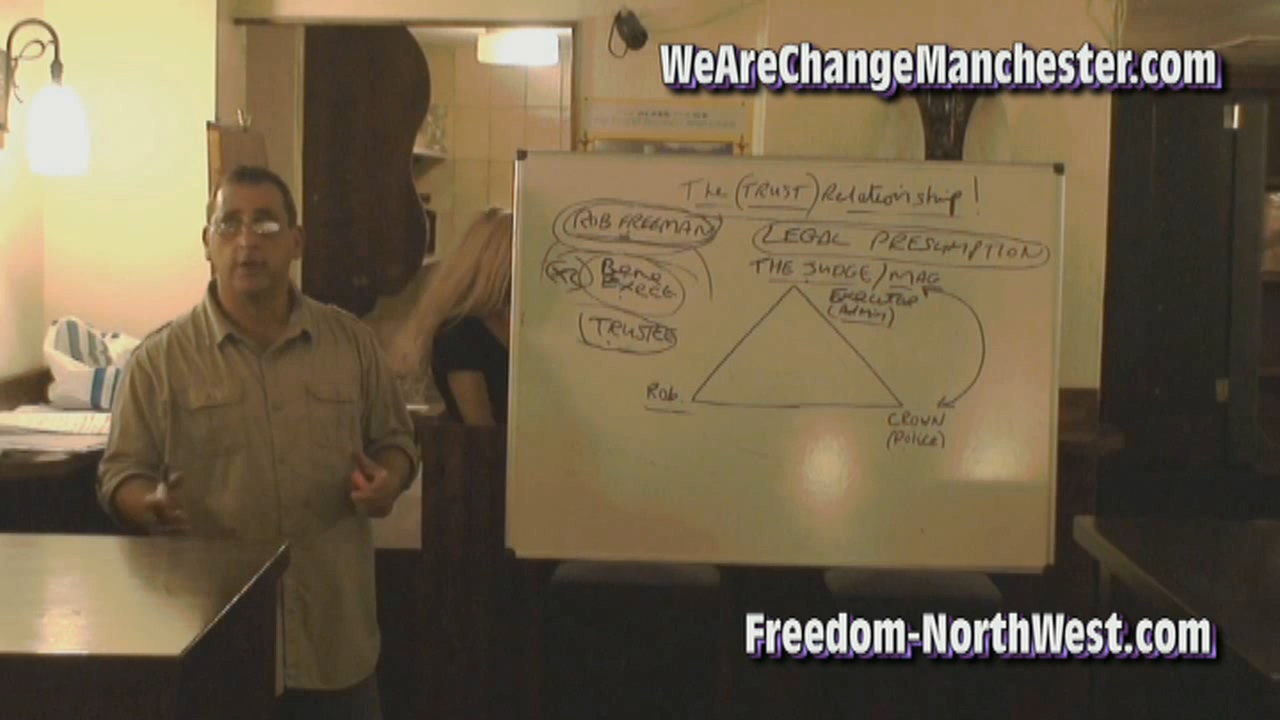 WeAreChangeManchester.com
The (TRUST) Relationship!
ROB FREEMAN
LEGAL PRESUMPTION
THE JUDGE/MAG
EXECUTOR
(Admin)
Bene
TRUSTEE
Rob.
CROWN
(Police)
Freedom-NorthWest.com